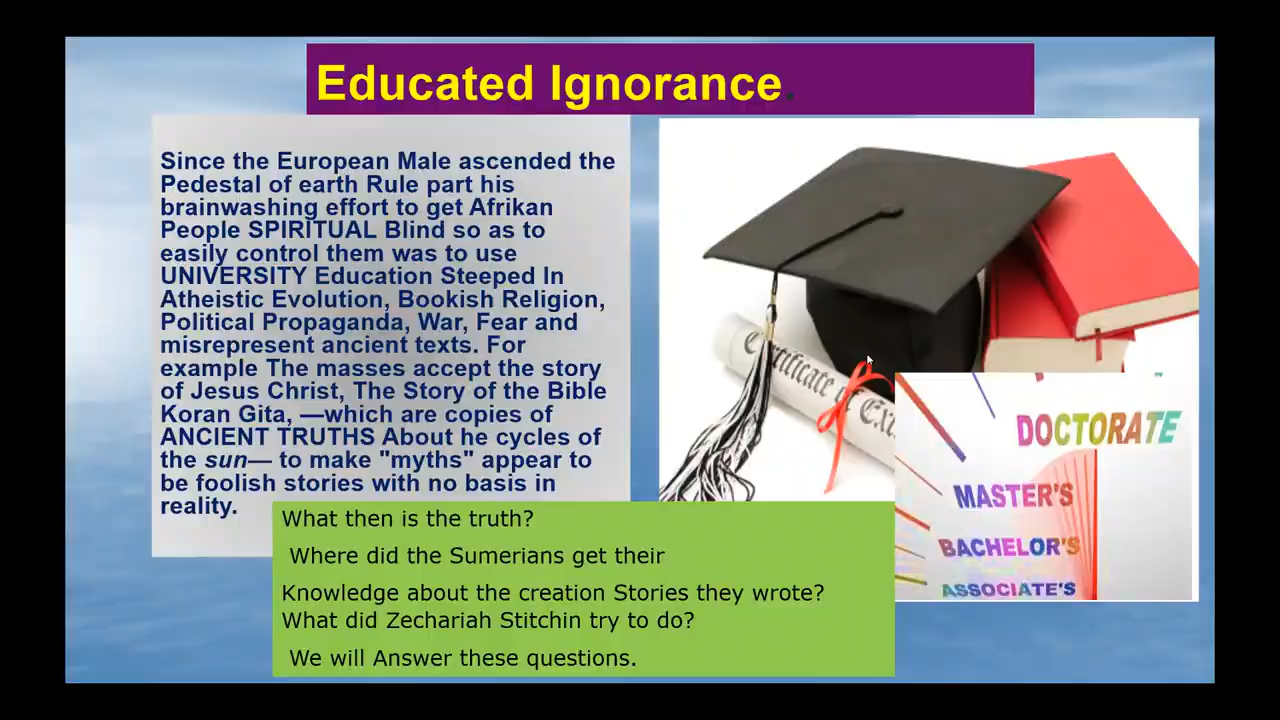 Educated Ignorance.
Since the European Male ascended the
Pedestal of earth Rule part his
brainwashing effort to get Afrikan
People SPIRITUAL Blind so as to
easily control them was to use
UNIVERSITY Education Steeped In
Atheistic Evolution, Bookish Religion,
Political Propaganda, War, Fear and
misrepresent ancient texts. For
example The masses accept the story
of Jesus Christ, The Story of the Bible
Koran Gita, —which are copies of
ANCIENT TRUTHS About he cycles of
the sun— to make "myths" appear to
be foolish stories with no basis in
reality.
Certificate of
DOCTORATE
MASTER'S
BACHELOR'S
ASSOCIATE'S
What then is the truth?
Where did the Sumerians get their
Knowledge about the creation Stories they wrote?
What did Zechariah Stitchin try to do?
We will Answer these questions.